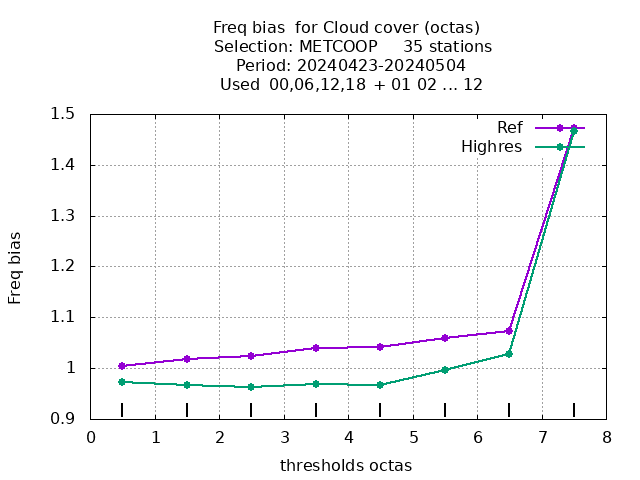 Freq bias  for Cloud cover (octas)
Selection: METCOOP     35 stations
Period: 20240423-20240504
Used  00,06,12,18  + 01 02 ... 12
Ref
Highres
1.5
1.4
1.3
1.2
1.1
1
0.9
Freq bias
0 1 2 3 4 5 6 7 8
thresholds octas